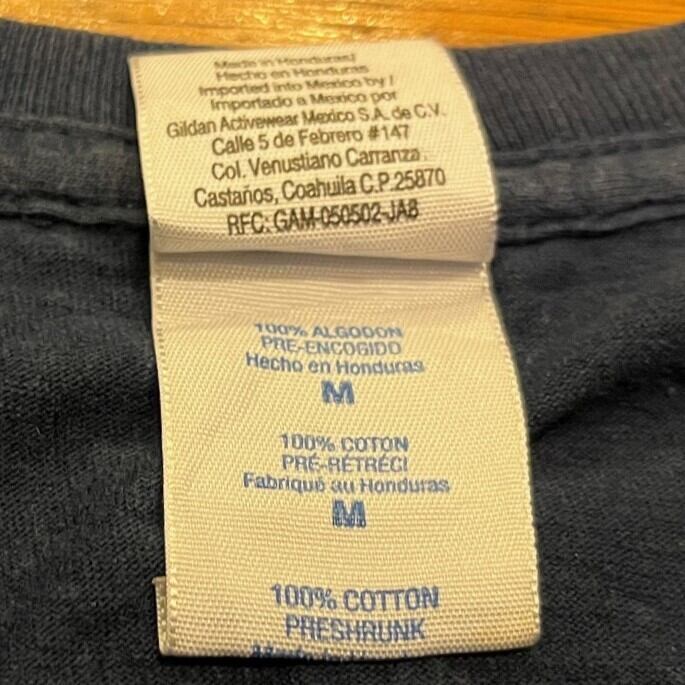 Made in Honduras/
Hecho en Honduras
Imported into Mexico by /
Importado a Mexico por
Gildan Activewear Mexico S.A. de C.V.
Calle 5 de Febrero #147
Col. Venustiano Carranza.
Castaños, Coahuila C.P. 25870
RFC: GAM-050502-JA8
100% ALGODON
PRE-ENCOGIDO
Hecho en Honduras
M
100% COTON
PRÉ-RÉTRÉCI
Fabriqué au Honduras
M
100% COTTON
PRESHRUNK